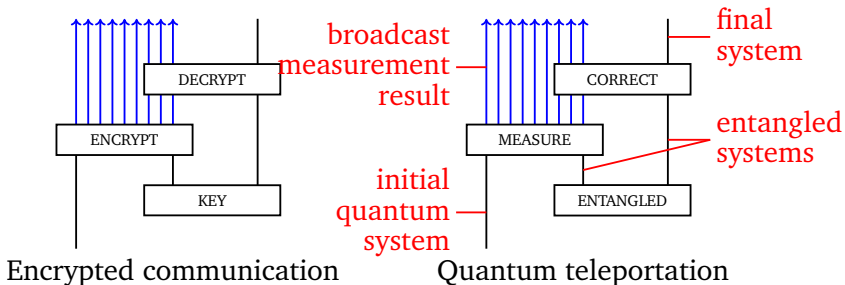 DECRYPT
ENCRYPT
KEY
Encrypted communication
broadcast
measurement
result
final
system
CORRECT
MEASURE
entangled
systems
initial
quantum
system
ENTANGLED
Quantum teleportation